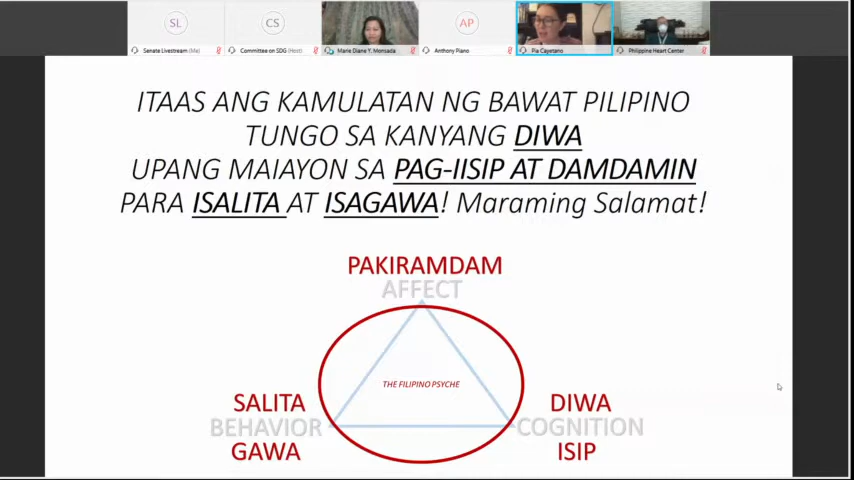 SL
CS
AP
Senate Livestream (Me)
Committee on SDG (Host)
Marie Diane Y. Monsada
Anthony Piano
Pia Cayetano
Philippine Heart Center
ITAAS ANG KAMULATAN NG BAWAT PILIPINO
TUNGO SA KANYANG DIWA
UPANG MAIAYON SA PAG-IISIP AT DAMDAMIN
PARA ISALITA AT ISAGAWA! Maraming Salamat!
PAKIRAMDAM
AFFECT
THE FILIPINO PSYCHE
SALITA
BEHAVIOR
GAWA
DIWA
COGNITION
ISIP